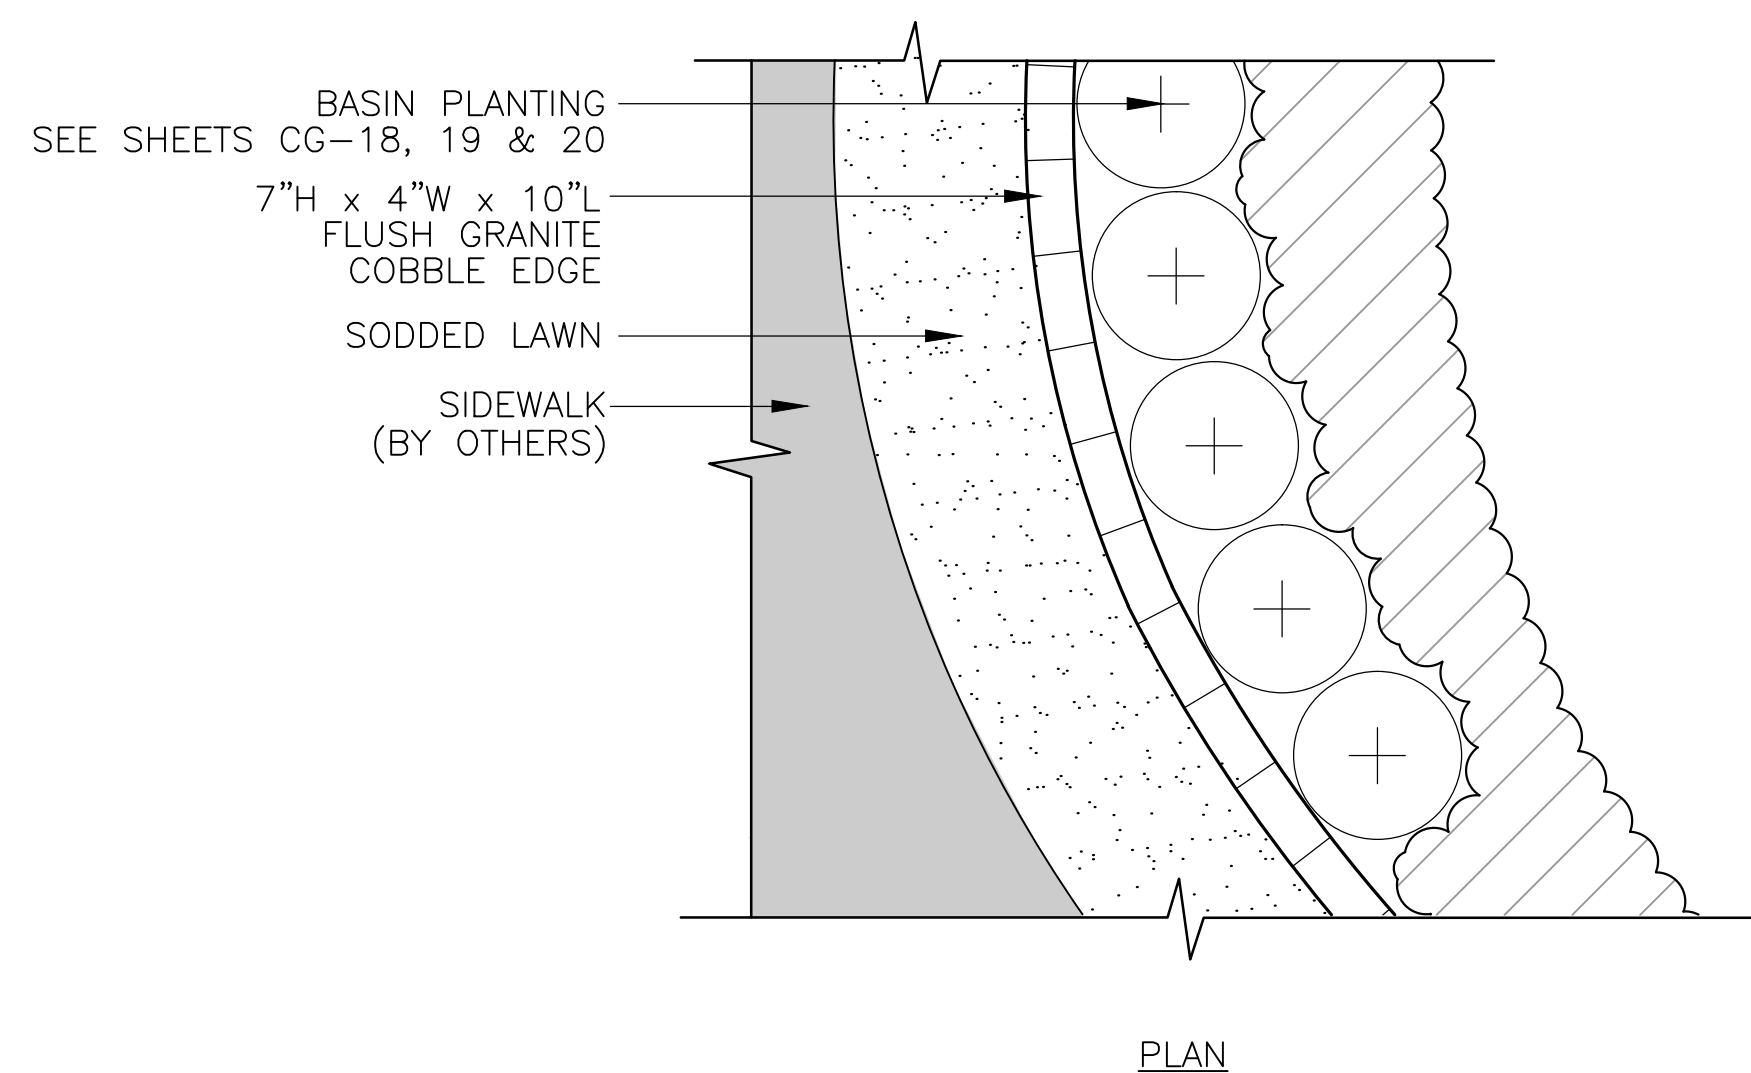 BASIN PLANTING
SEE SHEETS CG-18, 19 & 20
7"H x 4"W x 10"L
FLUSH GRANITE
COBBLE EDGE
SODDED LAWN
SIDEWALK
(BY OTHERS)
PLAN